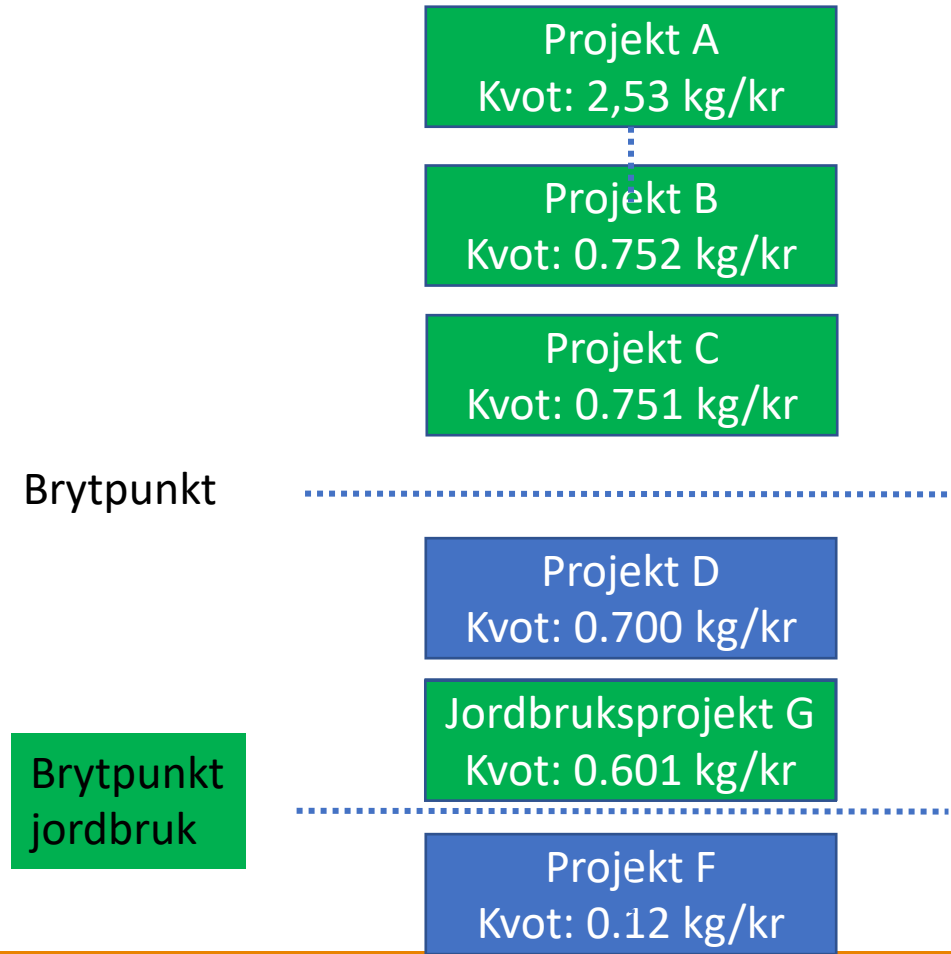 Projekt A
Kvot: 2,53 kg/kr
Projekt B
Kvot: 0.752 kg/kr
Projekt C
Kvot: 0.751 kg/kr
Brytpunkt
Projekt D
Kvot: 0.700 kg/kr
Jordbruksprojekt G
Kvot: 0.601 kg/kr
Brytpunkt
jordbruk
Projekt F
Kvot: 0.12 kg/kr